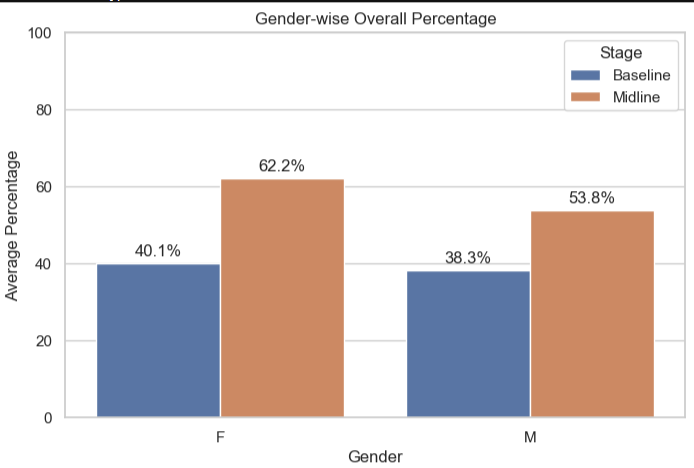 Gender-wise Overall Percentage
100
80
60
40
20
0
Average Percentage
Stage
Baseline
Midline
40.1%
62.2%
38.3%
53.8%
F
M
Gender